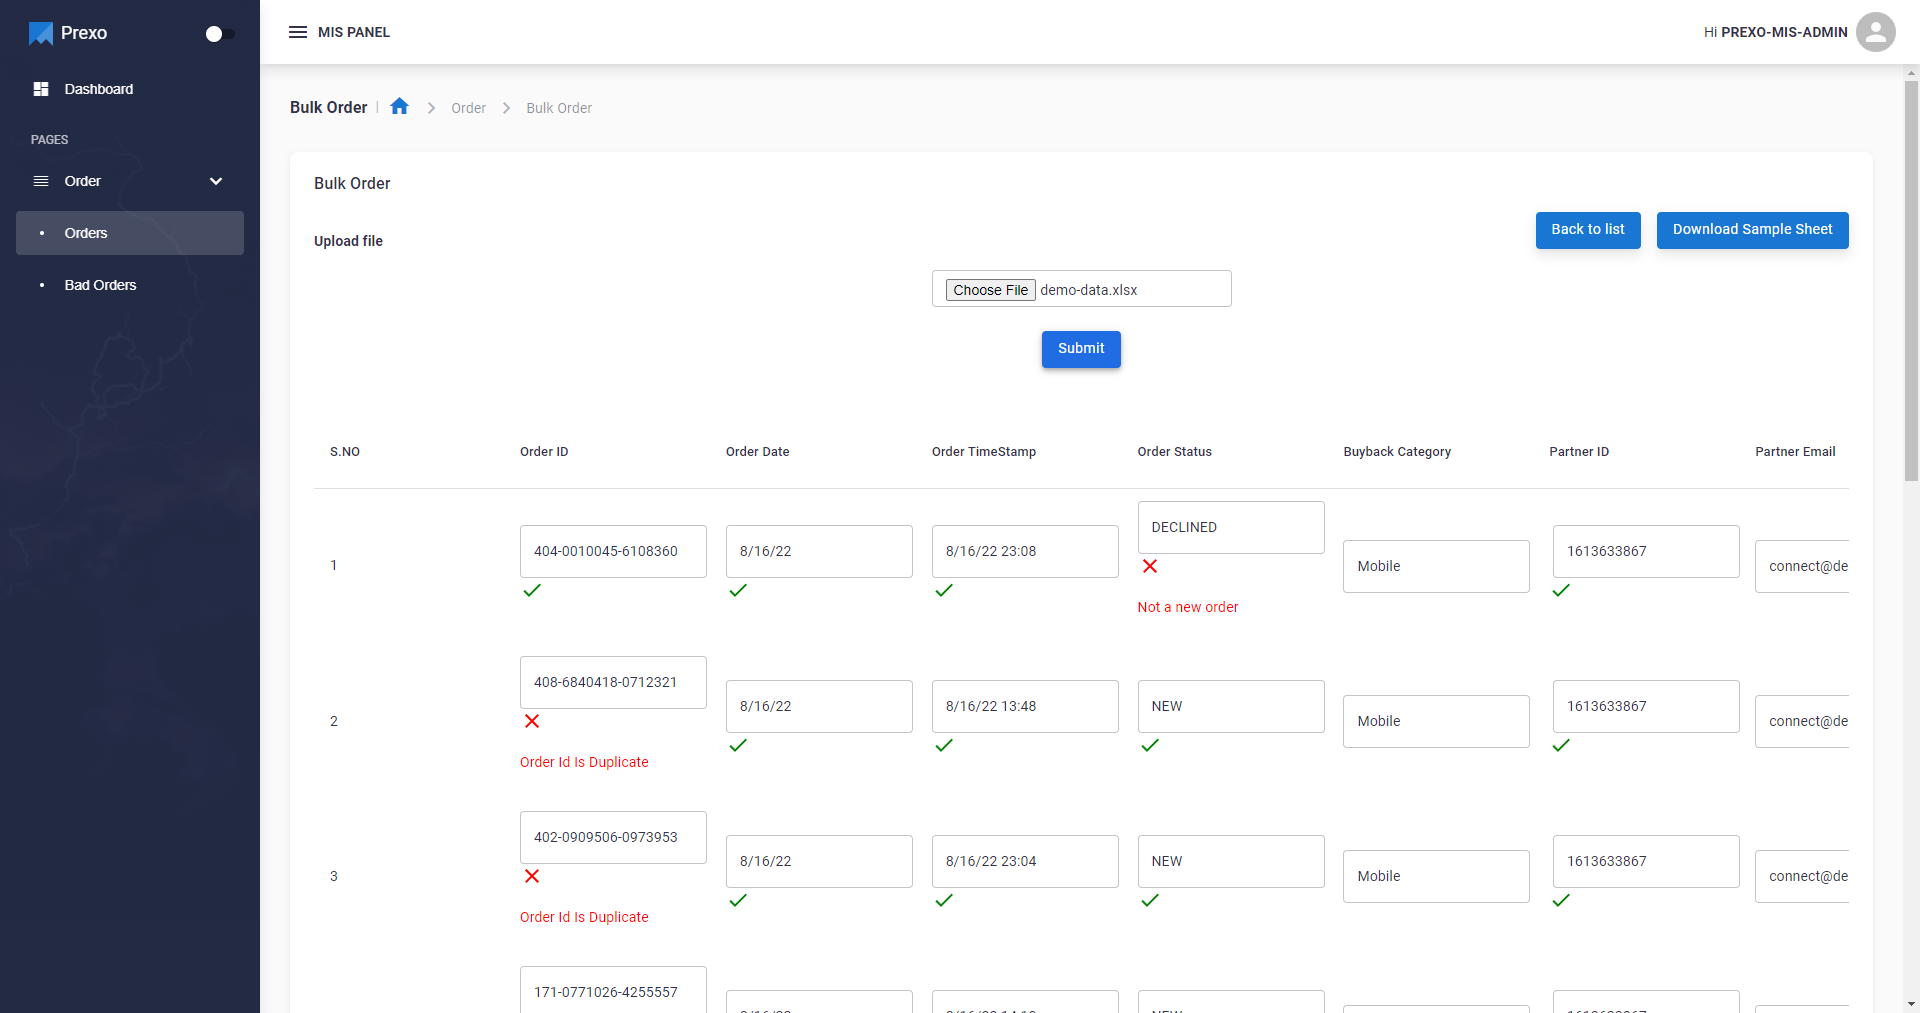 Prexo
MIS PANEL
Hi PREXO-MIS-ADMIN
Dashboard
PAGES
Order
Orders
Bad Orders
Bulk Order
Order
Bulk Order
Bulk Order
Upload file
Back to list
Download Sample Sheet
Choose File demo-data.xlsx
Submit
S.NO Order ID Order Date Order TimeStamp Order Status Buyback Category Partner ID Partner Email
1 404-0010045-6108360 8/16/22 8/16/22 23:08 DECLINED Mobile 1613633867 connect@de
Not a new order
2 408-6840418-0712321 8/16/22 8/16/22 13:48 NEW Mobile 1613633867 connect@de
Order Id Is Duplicate
3 402-0909506-0973953 8/16/22 8/16/22 23:04 NEW Mobile 1613633867 connect@de
Order Id Is Duplicate
171-0771026-4255557